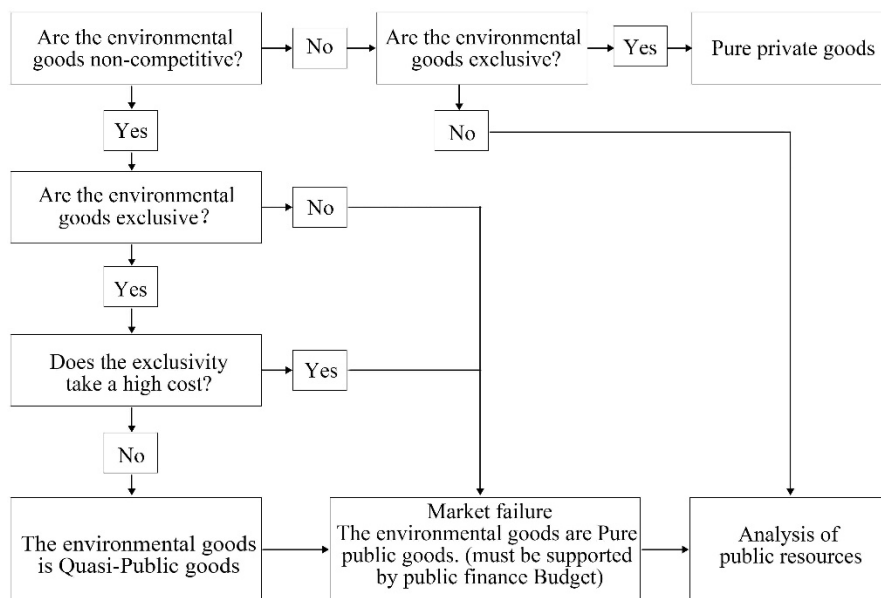 Are the environmental
goods non-competitive?
No
Are the environmental
goods exclusive?
Yes
Pure private goods
Yes
No
Are the environmental
goods exclusive?
No
Yes
Does the exclusivity
take a high cost?
Yes
No
The environmental goods
is Quasi-Public goods
Market failure
The environmental goods are Pure
public goods. (must be supported
by public finance Budget)
Analysis of
public resources